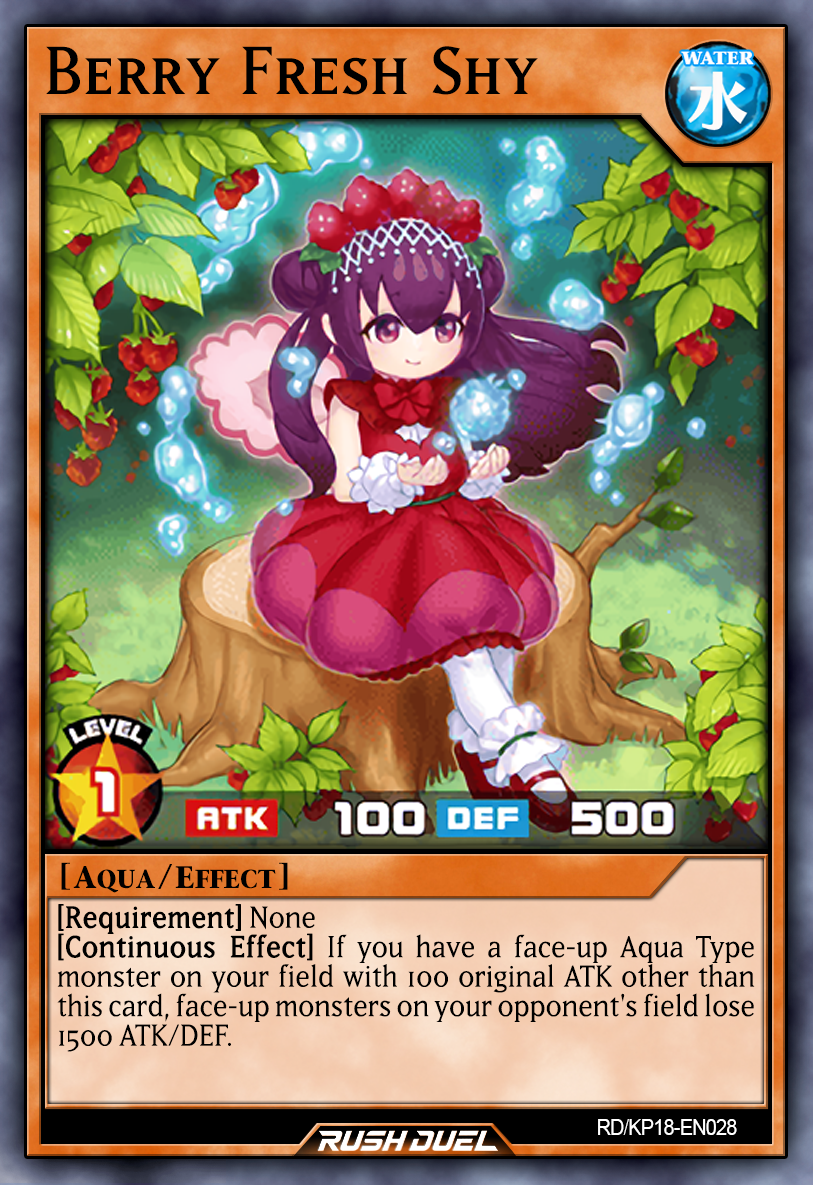 Berry Fresh Shy
WATER
水
LEVEL
1
ATK 100 DEF 500
[Aqua/Effect]
[Requirement] None
[Continuous Effect] If you have a face-up Aqua Type
monster on your field with 100 original ATK other than
this card, face-up monsters on your opponent's field lose
1500 ATK/DEF.
RD/KP18-EN028
RUSH DUEL